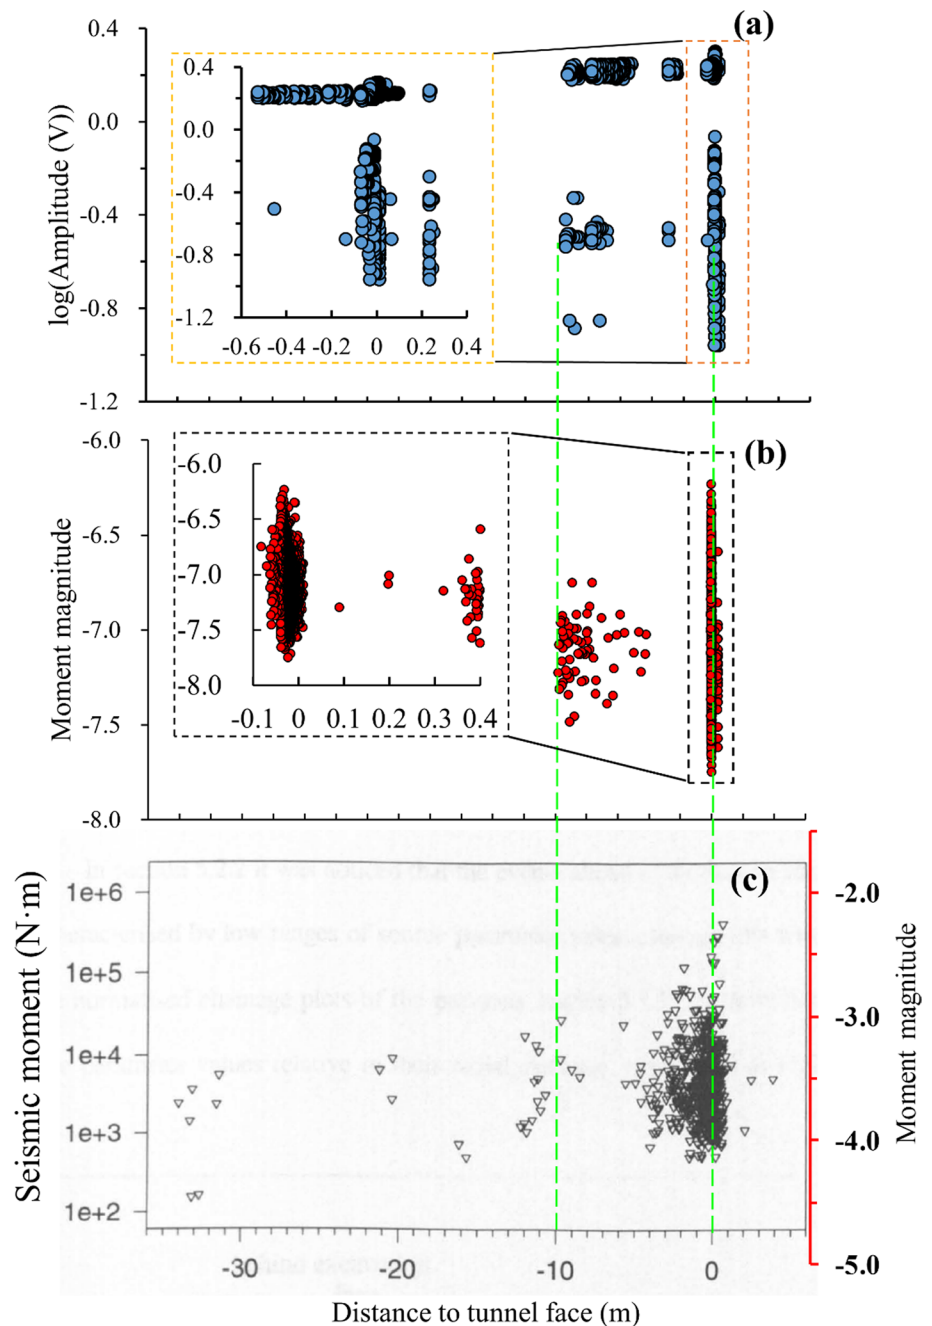 (a)
log(Amplitude (V))
0.4
0.0
-0.4
-0.8
-1.2
0.4
0.0
-0.4
-0.8
-1.2
-0.6 -0.4 -0.2 0 0.2 0.4
(b)
Moment magnitude
-6.0
-6.5
-7.0
-7.5
-8.0
-6.0
-6.5
-7.0
-7.5
-8.0
-0.1 0 0.1 0.2 0.3 0.4
(c)
Seismic moment (N·m)
1e+6
1e+5
1e+4
1e+3
1e+2
-30 -20 -10 0
Moment magnitude
-2.0
-3.0
-4.0
-5.0
Distance to tunnel face (m)